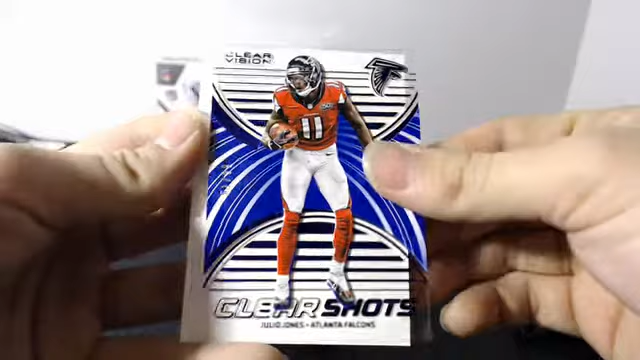 CLEAR
VISION
11
CLEAR SHOTS
JULIO JONES • ATLANTA FALCONS